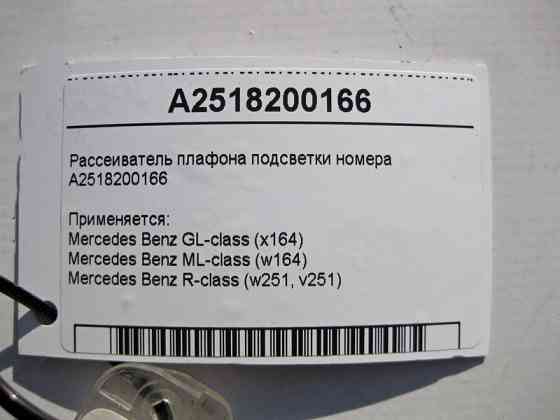 A2518200166
Рассеиватель плафона подсветки номера
A2518200166
Применяется:
Mercedes Benz GL-class (x164)
Mercedes Benz ML-class (w164)
Mercedes Benz R-class (w251, v251)